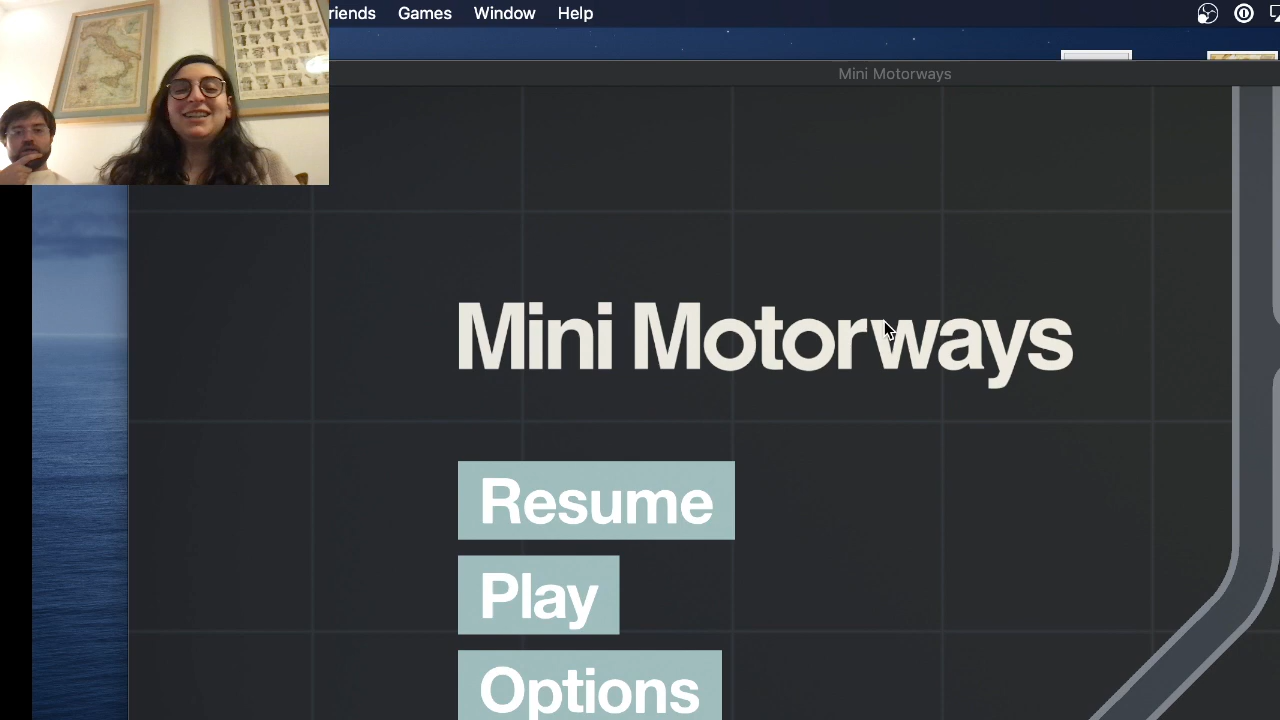 riends Games Window Help
Mini Motorways
Mini Motorways
Resume
Play
Options